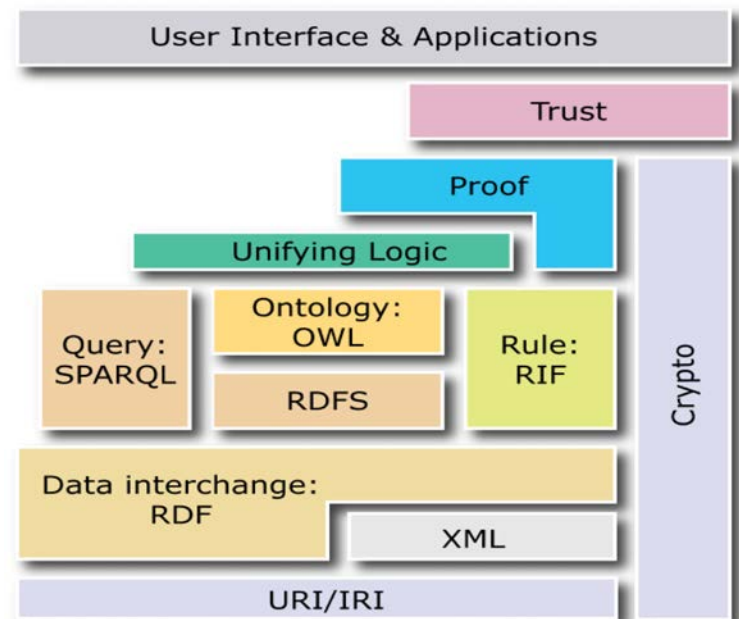 User Interface & Applications
Trust
Proof
Unifying Logic
Query:
SPARQL
Ontology:
OWL
RDFS
Rule:
RIF
Crypto
Data interchange:
RDF
XML
URI/IRI